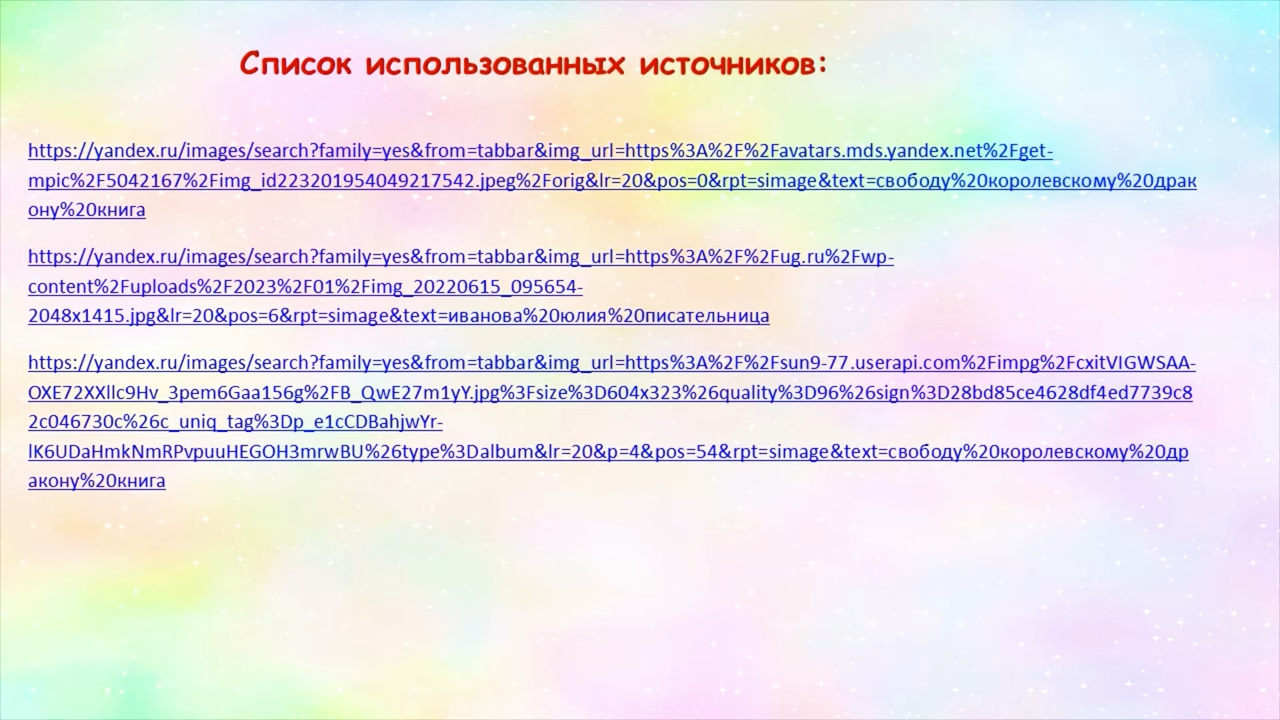 Список использованных источников:
https://yandex.ru/images/search?family=yes&from=tabbar&img_url=https%3A%2F%2Favatars.mds.yandex.net%2Fget-
mpic%2F5042167%2Fimg_id223201954049217542.jpeg%2Forig&lr=20&pos=0&rpt=simage&text=свободу%20королевскому%20драк
ону%20книга
https://yandex.ru/images/search?family=yes&from=tabbar&img_url=https%3A%2F%2Fug.ru%2Fwp-
content%2Fuploads%2F2023%2F01%2Fimg_20220615_095654-
2048x1415.jpg&lr=20&pos=6&rpt=simage&text=иванова%20юлия%20писательница
https://yandex.ru/images/search?family=yes&from=tabbar&img_url=https%3A%2F%2Fsun9-77.userapi.com%2Fimpg%2FcxitVIGWSAA-
OXE72XXllc9Hv_3pem6Gaa156g%2FB_QwE27m1yY.jpg%3Fsize%3D604x323%26quality%3D96%26sign%3D28bd85ce4628df4ed7739c8
2c046730c%26c_uniq_tag%3Dp_e1cCDBahjwYr-
lK6UDaHmkNmRPvpuuHEGOH3mrwBU%26type%3Dalbum&lr=20&p=4&pos=54&rpt=simage&text=свободу%20королевскому%20др
акону%20книга